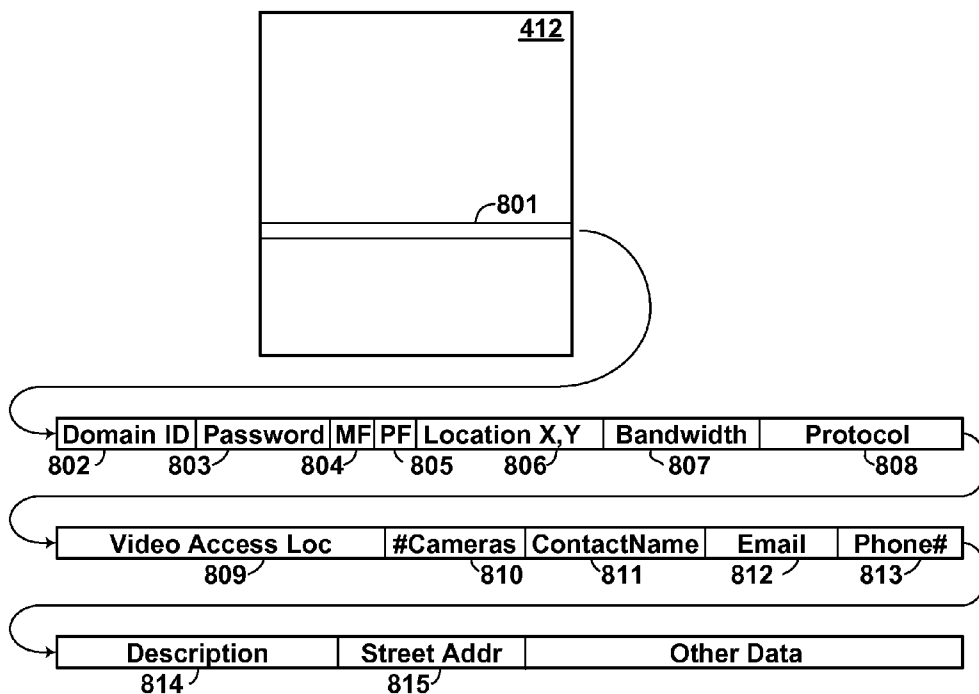 412
801
Domain ID Password MF PF Location X,Y Bandwidth Protocol
802 803 804 805 806 807 808
Video Access Loc #Cameras ContactName Email Phone#
809 810 811 812 813
Description Street Addr Other Data
814 815